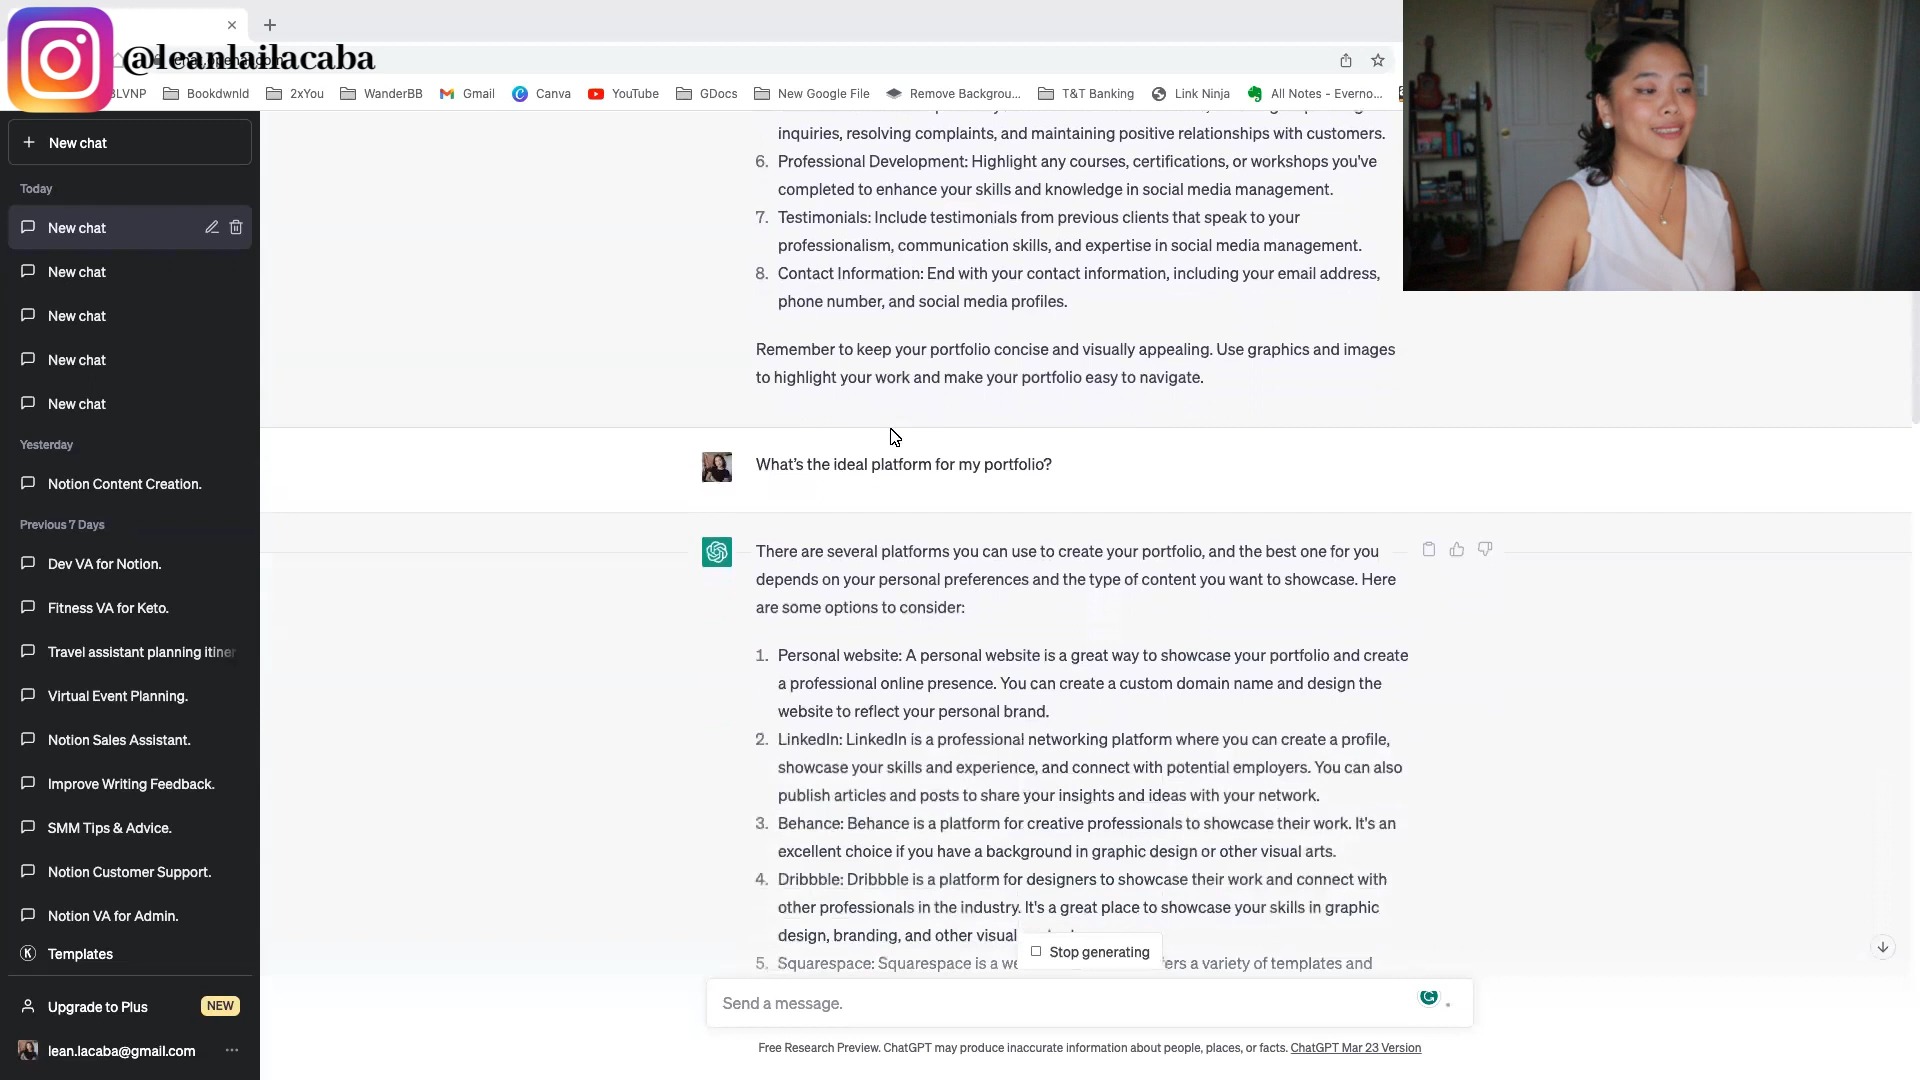 @leanlailacaba
BLVNP
Bookdwnld
2xYou
WanderBB
Gmail
Canva
YouTube
GDocs
New Google File
Remove Backgrou...
T&T Banking
Link Ninja
All Notes - Everno...
New chat
Today
New chat
New chat
New chat
New chat
New chat
Yesterday
Notion Content Creation.
Previous 7 Days
Dev VA for Notion.
Fitness VA for Keto.
Travel assistant planning itiner
Virtual Event Planning.
Notion Sales Assistant.
Improve Writing Feedback.
SMM Tips & Advice.
Notion Customer Support.
Notion VA for Admin.
Templates
Upgrade to Plus NEW
lean.lacaba@gmail.com
inquiries, resolving complaints, and maintaining positive relationships with customers.
6. Professional Development: Highlight any courses, certifications, or workshops you've
completed to enhance your skills and knowledge in social media management.
7. Testimonials: Include testimonials from previous clients that speak to your
professionalism, communication skills, and expertise in social media management.
8. Contact Information: End with your contact information, including your email address,
phone number, and social media profiles.
Remember to keep your portfolio concise and visually appealing. Use graphics and images
to highlight your work and make your portfolio easy to navigate.
What's the ideal platform for my portfolio?
There are several platforms you can use to create your portfolio, and the best one for you
depends on your personal preferences and the type of content you want to showcase. Here
are some options to consider:
1. Personal website: A personal website is a great way to showcase your portfolio and create
a professional online presence. You can create a custom domain name and design the
website to reflect your personal brand.
2. LinkedIn: LinkedIn is a professional networking platform where you can create a profile,
showcase your skills and experience, and connect with potential employers. You can also
publish articles and posts to share your insights and ideas with your network.
3. Behance: Behance is a platform for creative professionals to showcase their work. It's an
excellent choice if you have a background in graphic design or other visual arts.
4. Dribbble: Dribbble is a platform for designers to showcase their work and connect with
other professionals in the industry. It's a great place to showcase your skills in graphic
design, branding, and other visual
5. Squarespace: Squarespace is a we ers a variety of templates and
Stop generating
Send a message.
Free Research Preview. ChatGPT may produce inaccurate information about people, places, or facts. ChatGPT Mar 23 Version